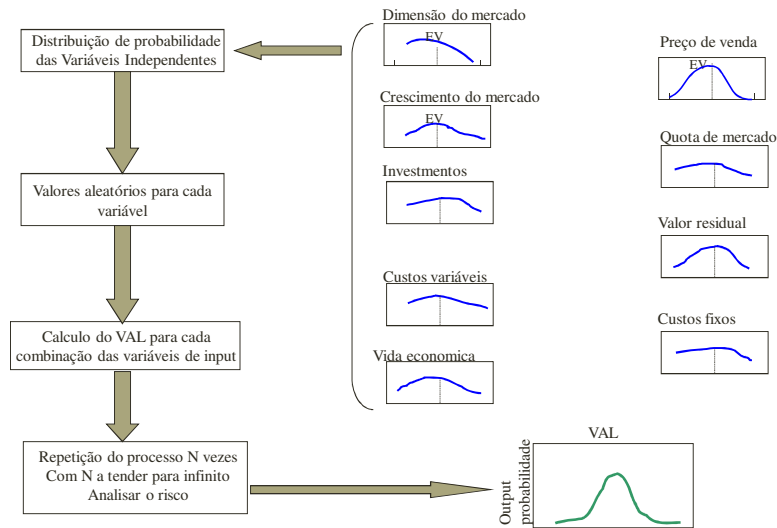 Distribuição de probabilidade
das Variáveis Independentes
Valores aleatórios para cada
variável
Calculo do VAL para cada
combinação das variáveis de input
Repetição do processo N vezes
Com N a tender para infinito
Analisar o risco
Dimensão do mercado
EV
Crescimento do mercado
EV
Investmentos
Custos variáveis
Vida economica
Preço de venda
EV
Quota de mercado
Valor residual
Custos fixos
VAL
Output
probabilidade